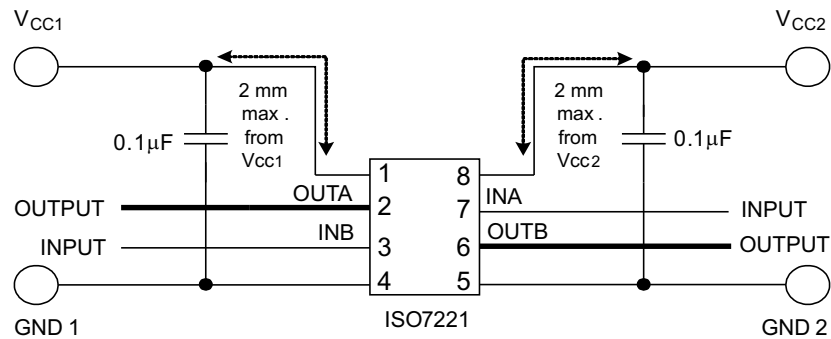 VCC1
VCC2
2 mm
max .
from
Vcc1
2 mm
max .
from
Vcc2
0.1µF
0.1µF
1
8
OUTPUT
OUTA
2
7
INA
INPUT
INPUT
INB
3
6
OUTB
OUTPUT
4
5
GND 1
ISO7221
GND 2